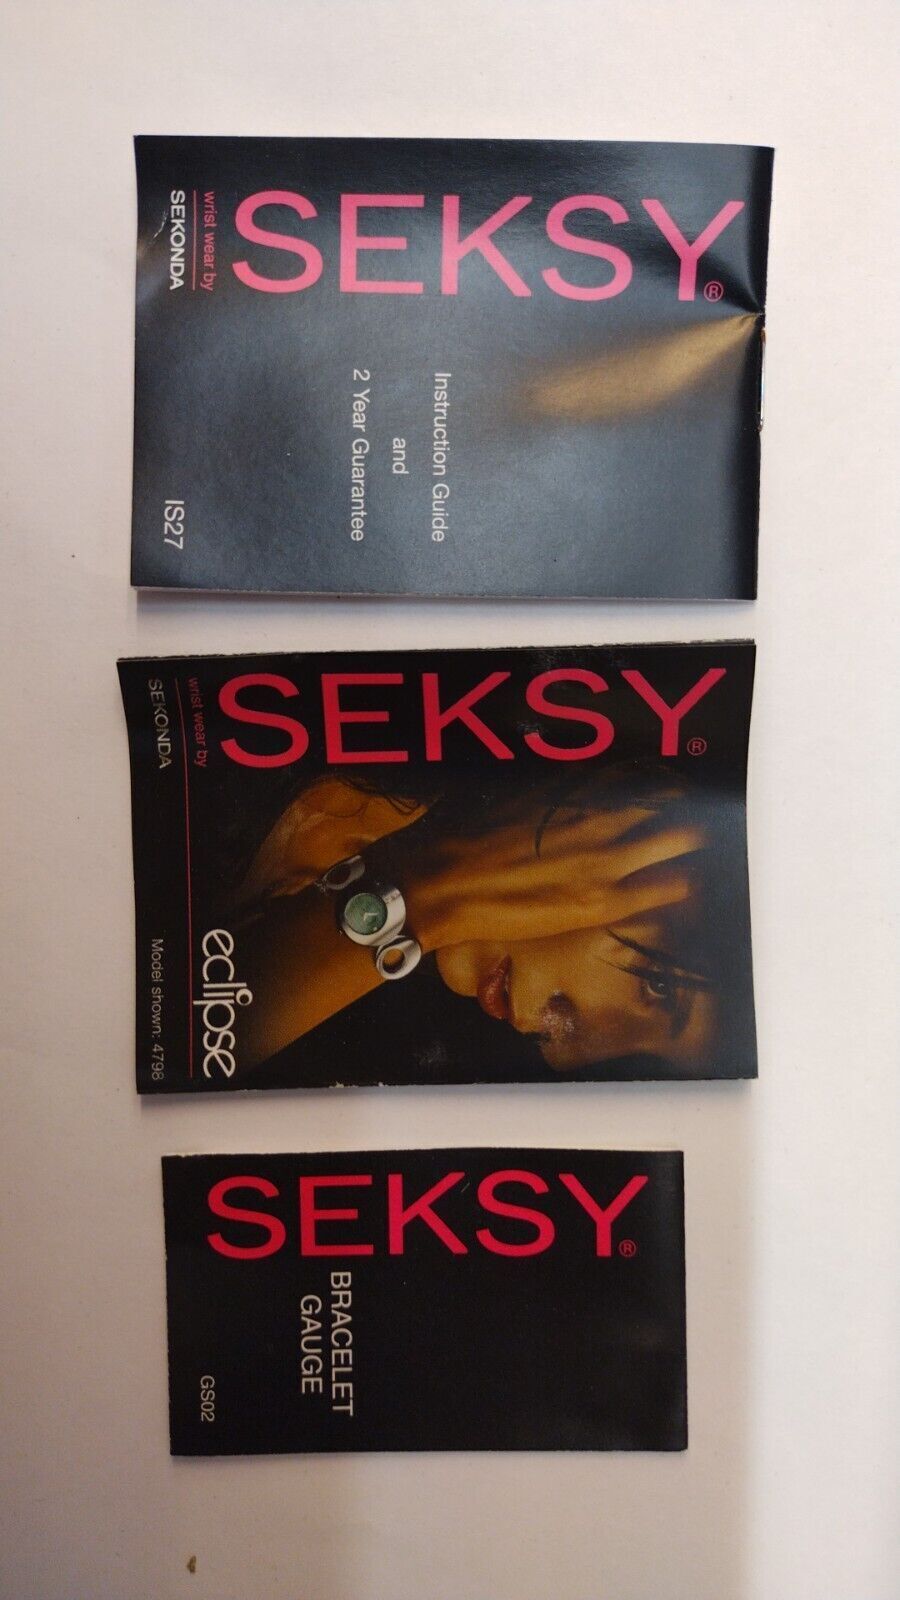 SEKSY®
Instruction Guide
and
2 Year Guarantee
wrist wear by
SEKONDA
IS27
SEKSY®
wrist wear by
SEKONDA
eclipse
Model shown: 4798
SEKSY®
BRACELET
GAUGE
GS02